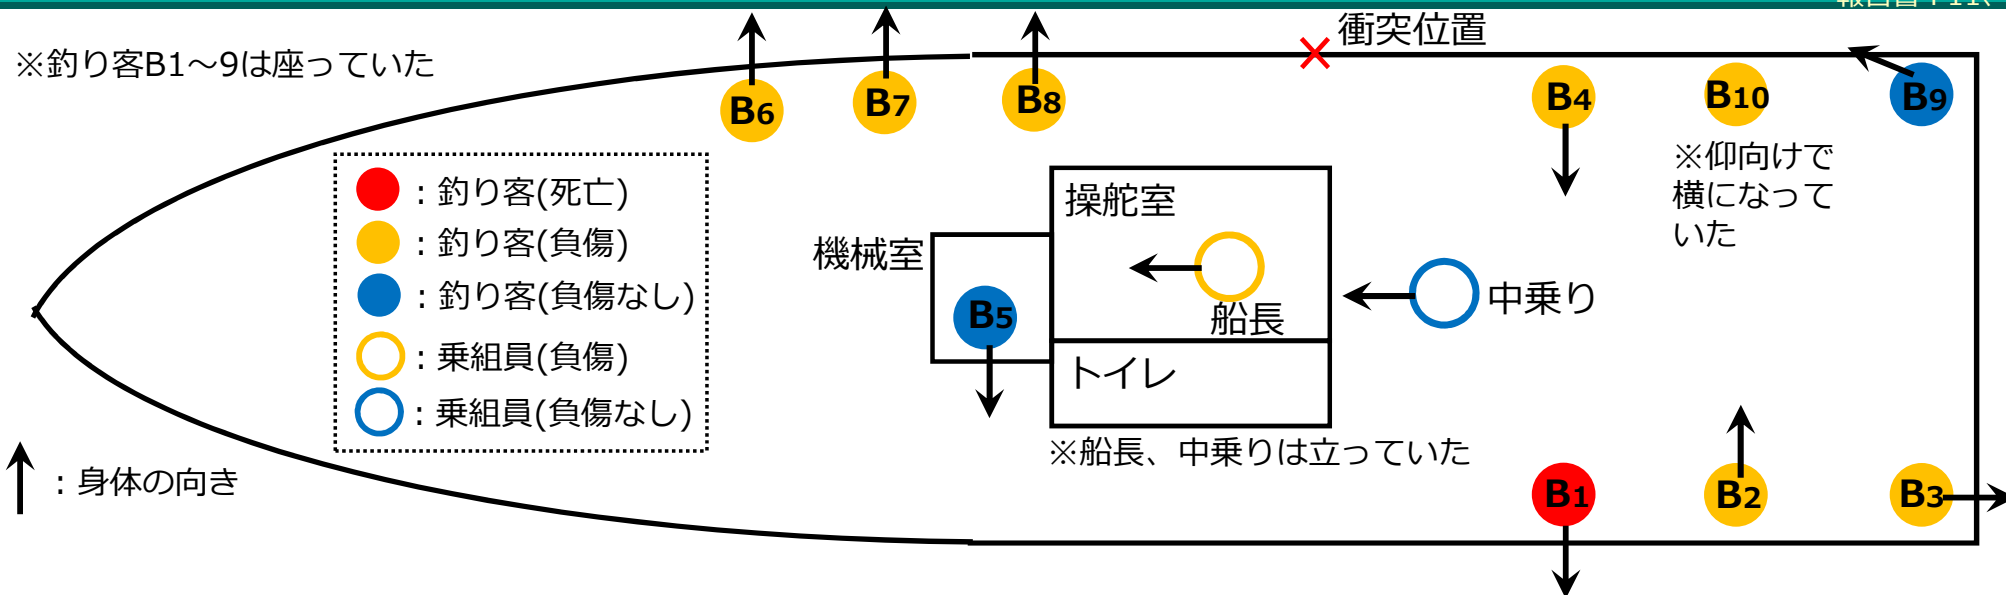 衝突位置
※釣り客B1～9は座っていた
B6
B7
B8
B4
B10
B9
※仰向けで
横になって
いた
：釣り客(死亡)
：釣り客(負傷)
：釣り客(負傷なし)
：乗組員(負傷)
：乗組員(負傷なし)
操舵室
機械室
船長
B5
中乗り
トイレ
※船長、中乗りは立っていた
：身体の向き
B1
B2
B3